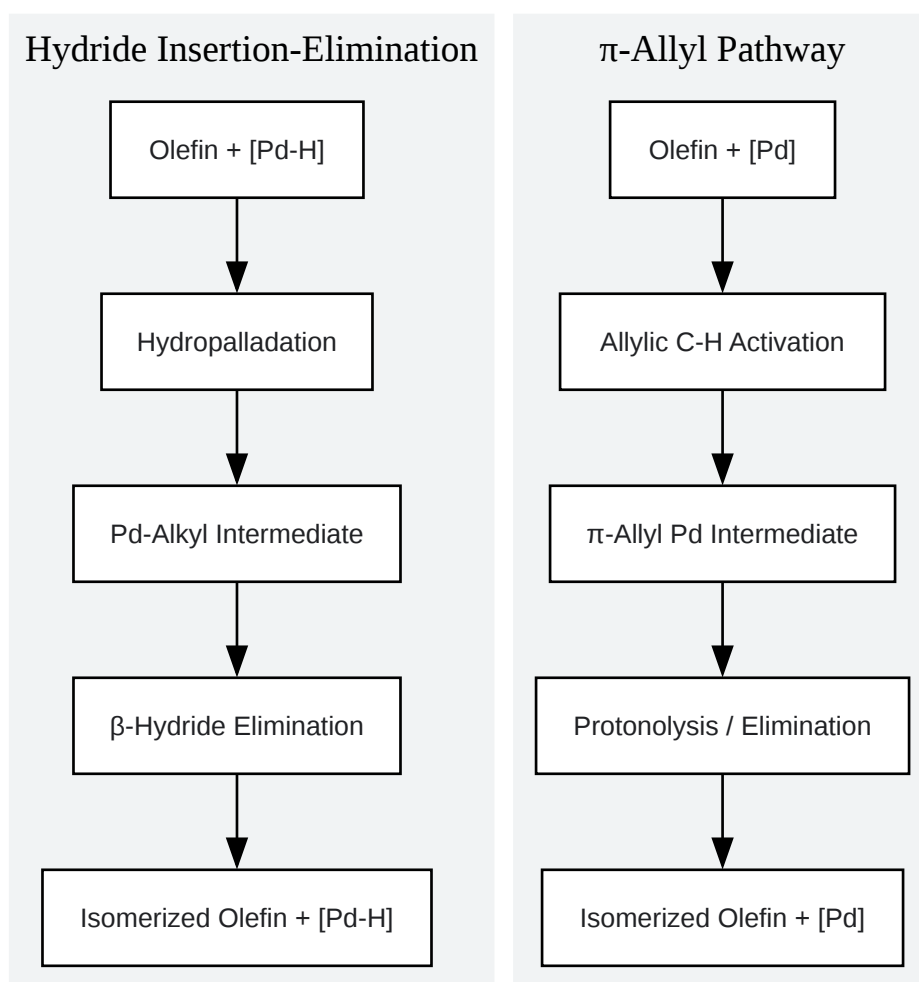 Hydride Insertion-Elimination
Olefin + [Pd-H]
Hydropalladation
Pd-Alkyl Intermediate
β-Hydride Elimination
Isomerized Olefin + [Pd-H]
π-Allyl Pathway
Olefin + [Pd]
Allylic C-H Activation
π-Allyl Pd Intermediate
Protonolysis / Elimination
Isomerized Olefin + [Pd]